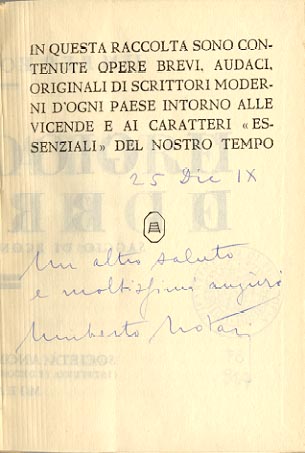 IN QUESTA RACCOLTA SONO CON-
TENUTE OPERE BREVI, AUDACI,
ORIGINALI DI SCRITTORI MODER-
NI D'OGNI PAESE INTORNO ALLE
VICENDE E AI CARATTERI «ES-
SENZIALI» DEL NOSTRO TEMPO
25 Dic IX
Un altro saluto
e moltissimi auguri
Umberto Notari